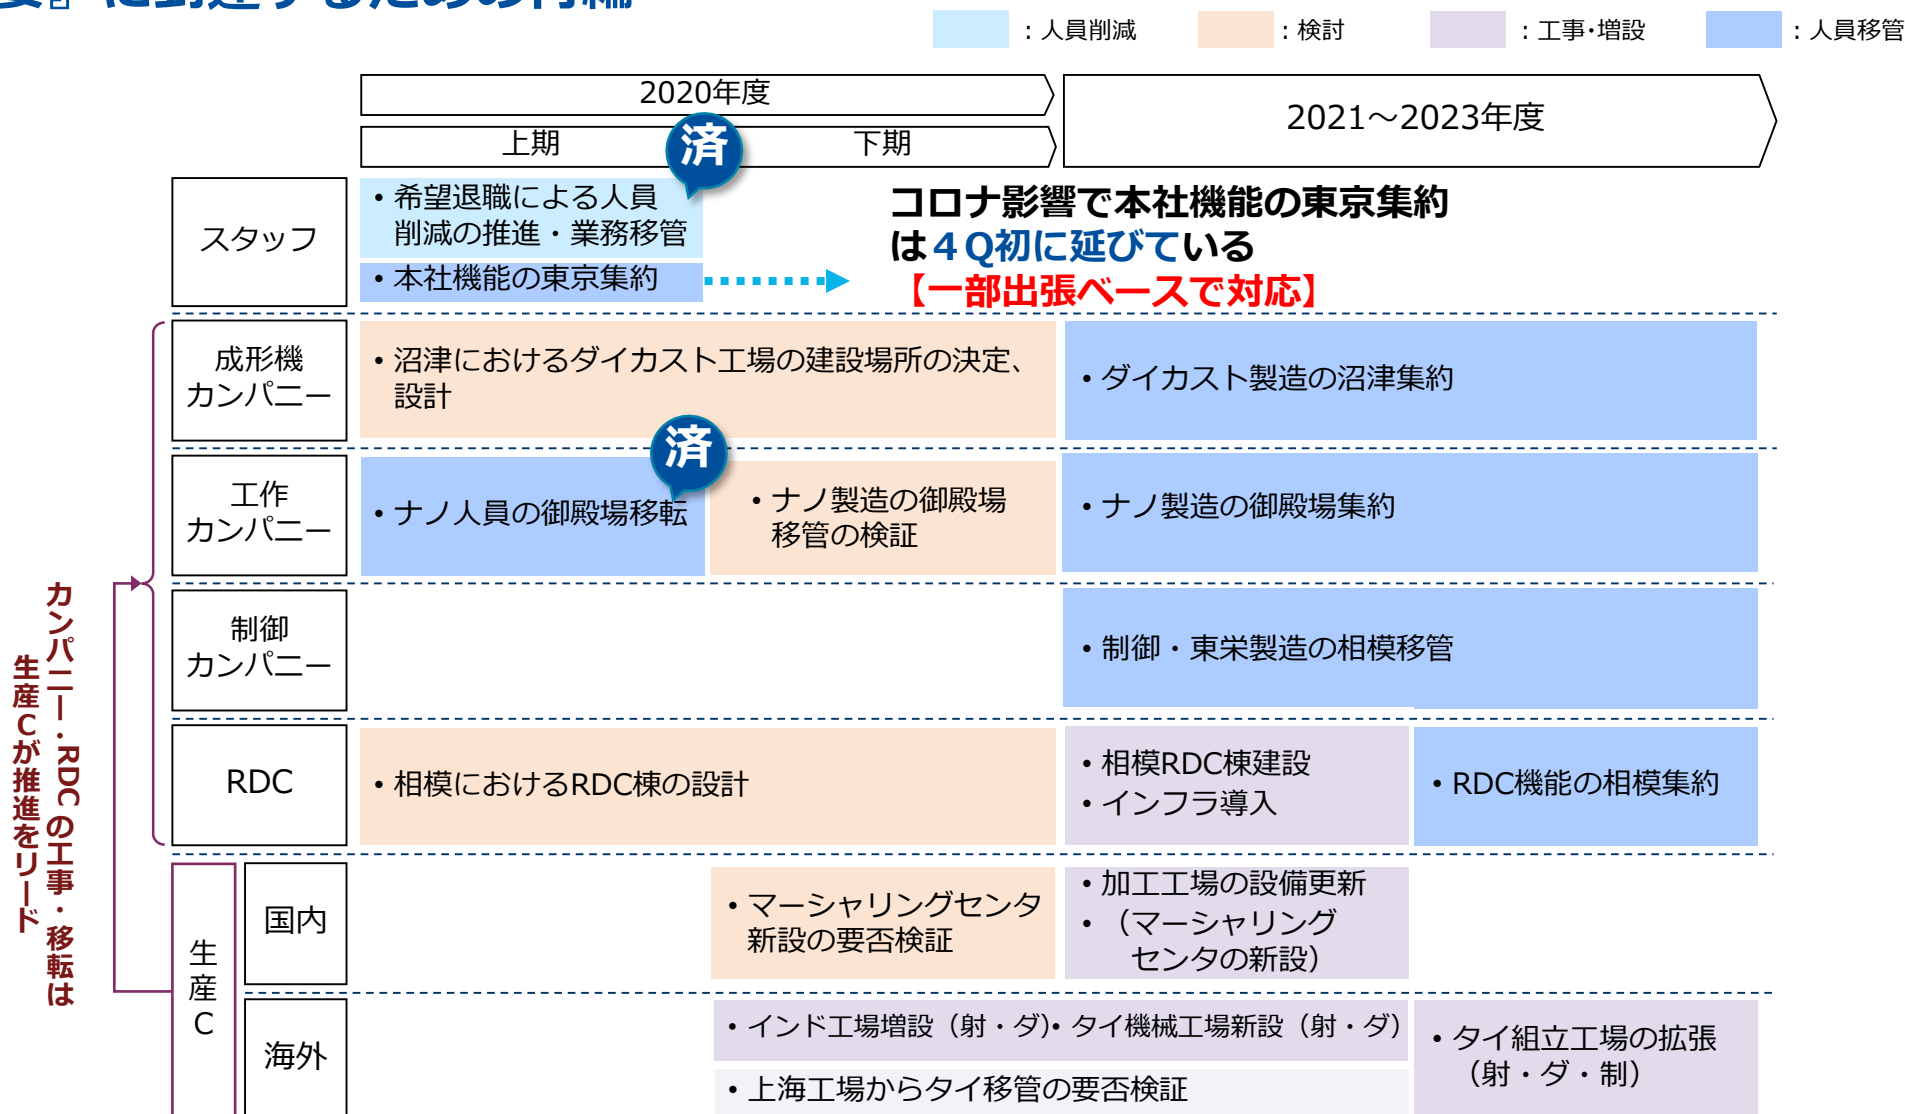 』に到達するための再編
：人員削減
：検討
：工事・増設
：人員移管
2020年度
上期
下期
2021～2023年度
済
スタッフ
・希望退職による人員
削減の推進・業務移管
・本社機能の東京集約
コロナ影響で本社機能の東京集約
は４Q初に延びている
【一部出張ベースで対応】
成形機
カンパニー
・沼津におけるダイカスト工場の建設場所の決定、
設計
・ダイカスト製造の沼津集約
済
工作
カンパニー
・ナノ人員の御殿場移転
・ナノ製造の御殿場
移管の検証
・ナノ製造の御殿場集約
制御
カンパニー
・制御・東栄製造の相模移管
RDC
・相模におけるRDC棟の設計
・相模RDC棟建設
・インフラ導入
・RDC機能の相模集約
カンパニー・RDCの工事・移転は
生産Cが推進をリード
生産C
国内
・マーシャリングセンタ
新設の要否検証
・加工工場の設備更新
・（マーシャリング
センタの新設）
海外
・インド工場増設（射・ダ）・タイ機械工場新設（射・ダ）
・上海工場からタイ移管の要否検証
・タイ組立工場の拡張
（射・ダ・制）